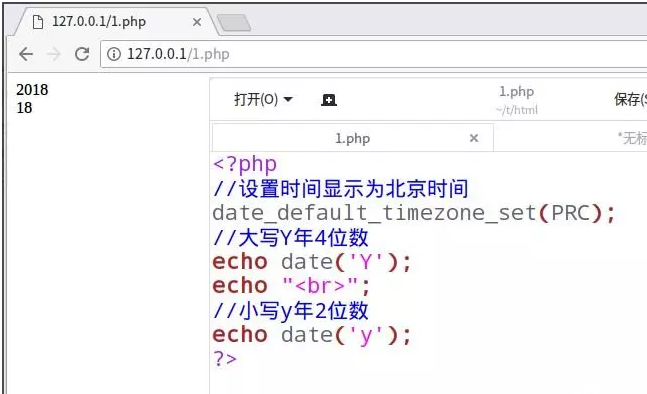 127.0.0.1/1.php
127.0.0.1/1.php
2018
18
打开(O)
1.php
~/t/html
保存(S
1.php
*无标
<?php
//设置时间显示为北京时间
date_default_timezone_set(PRC);
//大写Y年4位数
echo date('Y');
echo "<br>";
//小写y年2位数
echo date('y');
?>